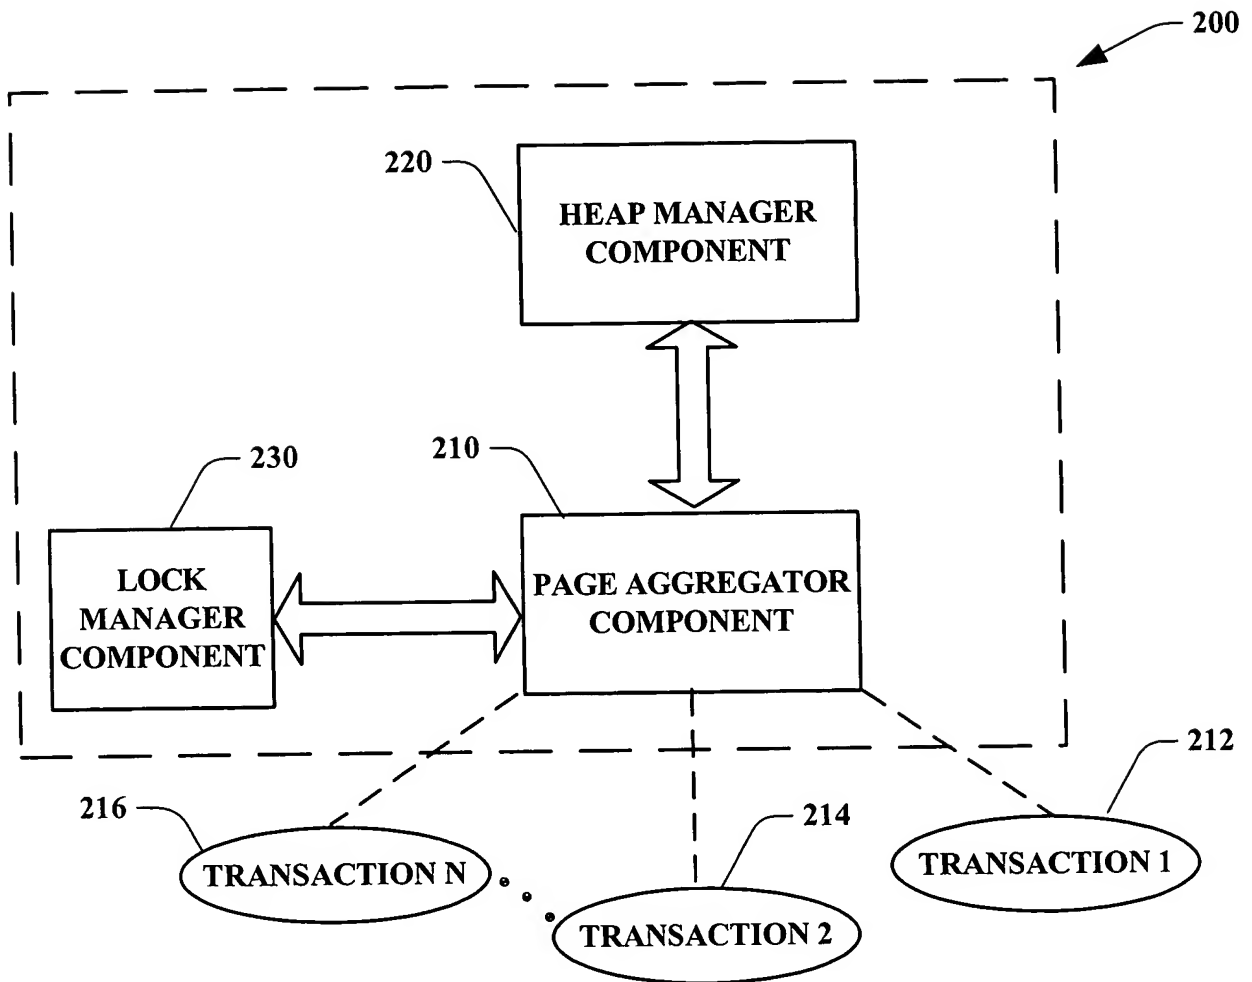 200
220
HEAP MANAGER
COMPONENT
230
210
LOCK
MANAGER
COMPONENT
PAGE AGGREGATOR
COMPONENT
212
216
214
TRANSACTION N
TRANSACTION 2
TRANSACTION 1